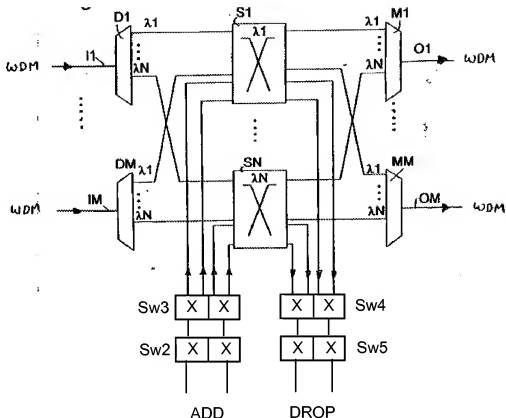 D1 λ1 S1 λ1 M1
λ1
WDM I1 λN λN O1 WDM
DM λ1 SN λ1 MM
λN
WDM IM λN λN OM WDM
Sw3 X X X X Sw4
Sw2 X X X X Sw5
ADD DROP